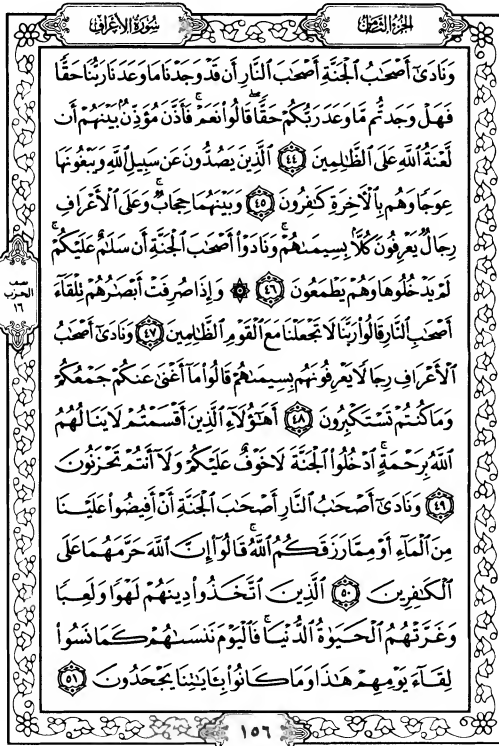 الجزء الثامن
سورة الأعراف
وَنَادَىٰٓ أَصْحَٰبُ ٱلْجَنَّةِ أَصْحَٰبَ ٱلنَّارِ أَن قَدْ وَجَدْنَا مَا وَعَدَنَا رَبُّنَا حَقًّا
فَهَلْ وَجَدتُّم مَّا وَعَدَ رَبُّكُمْ حَقًّا ۖ قَالُوا۟ نَعَمْ ۚ فَأَذَّنَ مُؤَذِّنٌۢ بَيْنَهُمْ أَن
لَّعْنَةُ ٱللَّهِ عَلَى ٱلظَّٰلِمِينَ ٤٤ ٱلَّذِينَ يَصُدُّونَ عَن سَبِيلِ ٱللَّهِ وَيَبْغُونَهَا
عِوَجًا وَهُم بِٱلْءَاخِرَةِ كَٰفِرُونَ ٤٥ وَبَيْنَهُمَا حِجَابٌ ۚ وَعَلَى ٱلْأَعْرَافِ
رِجَالٌ يَعْرِفُونَ كُلًّۢا بِسِيمَىٰهُمْ ۚ وَنَادَوْا۟ أَصْحَٰبَ ٱلْجَنَّةِ أَن سَلَٰمٌ عَلَيْكُمْ ۚ
لَمْ يَدْخُلُوهَا وَهُمْ يَطْمَعُونَ ٤٦ ۞ وَإِذَا صُرِفَتْ أَبْصَٰرُهُمْ تِلْقَآءَ
أَصْحَٰبِ ٱلنَّارِ قَالُوا۟ رَبَّنَا لَا تَجْعَلْنَا مَعَ ٱلْقَوْمِ ٱلظَّٰلِمِينَ ٤٧ وَنَادَىٰٓ أَصْحَٰبُ
ٱلْأَعْرَافِ رِجَالًا يَعْرِفُونَهُم بِسِيمَىٰهُمْ قَالُوا۟ مَآ أَغْنَىٰ عَنكُمْ جَمْعُكُمْ
وَمَا كُنتُمْ تَسْتَكْبِرُونَ ٤٨ أَهَٰٓؤُلَآءِ ٱلَّذِينَ أَقْسَمْتُمْ لَا يَنَالُهُمُ
ٱللَّهُ بِرَحْمَةٍ ۚ ٱدْخُلُوا۟ ٱلْجَنَّةَ لَا خَوْفٌ عَلَيْكُمْ وَلَآ أَنتُمْ تَحْزَنُونَ
٤٩ وَنَادَىٰٓ أَصْحَٰبُ ٱلنَّارِ أَصْحَٰبَ ٱلْجَنَّةِ أَنْ أَفِيضُوا۟ عَلَيْنَا
مِنَ ٱلْمَآءِ أَوْ مِمَّا رَزَقَكُمُ ٱللَّهُ ۚ قَالُوٓا۟ إِنَّ ٱللَّهَ حَرَّمَهُمَا عَلَى
ٱلْكَٰفِرِينَ ٥٠ ٱلَّذِينَ ٱتَّخَذُوا۟ دِينَهُمْ لَهْوًا وَلَعِبًا
وَغَرَّتْهُمُ ٱلْحَيَوٰةُ ٱلدُّنْيَا ۚ فَٱلْيَوْمَ نَنسَىٰهُمْ كَمَا نَسُوا۟
لِقَآءَ يَوْمِهِمْ هَٰذَا وَمَا كَانُوا۟ بِـَٔايَٰتِنَا يَجْحَدُونَ ٥١
نصف
الحزب
١٦
١٥٦